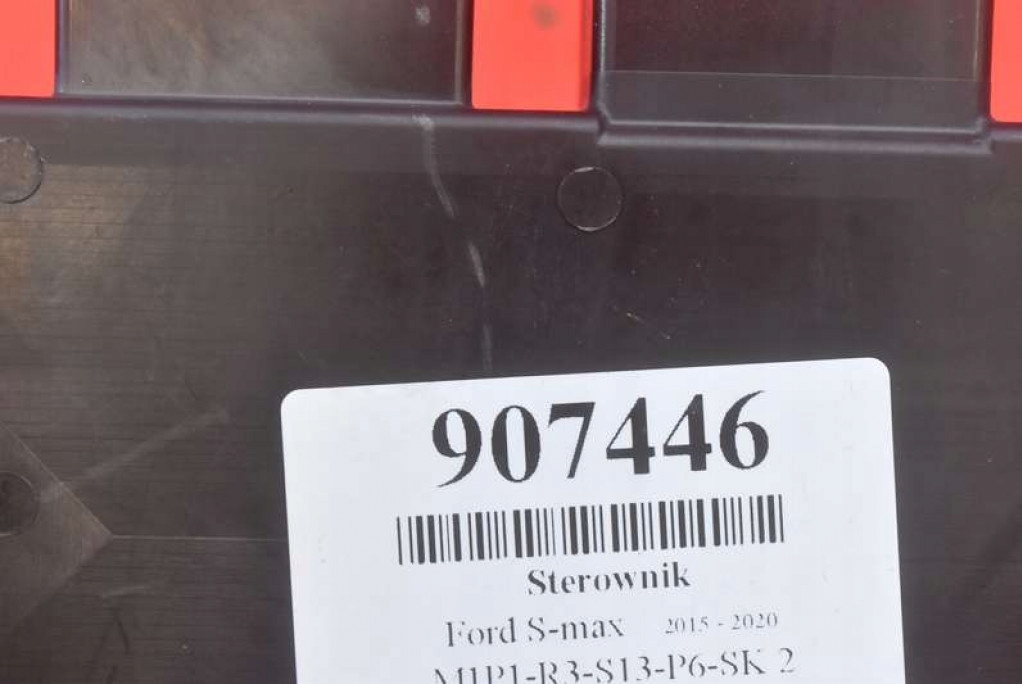 907446
Sterownik
Ford S-max 2015 - 2020
M1P1-R3-S13-P6-SK 2